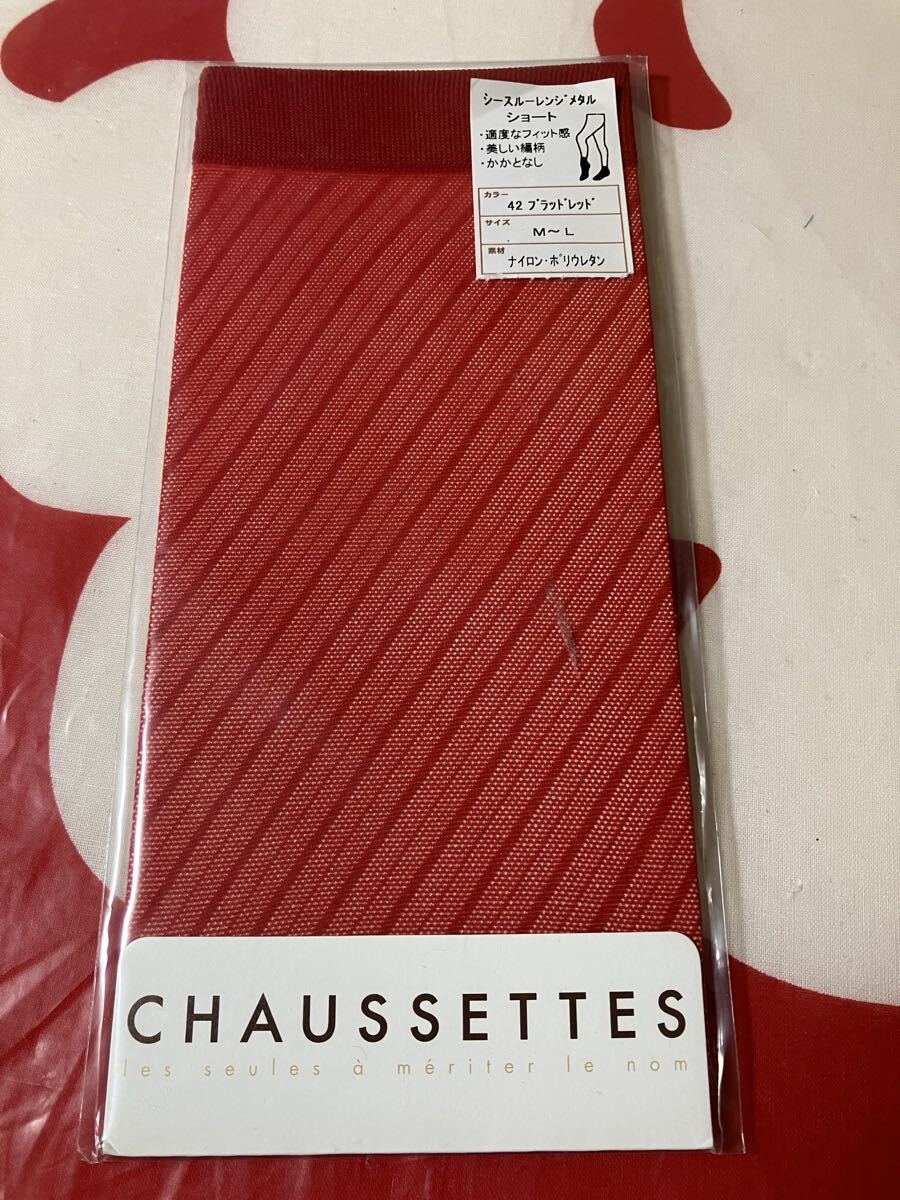 シースルーレンジメタル
ショート
・適度なフィット感
・美しい編柄
・かかとなし
カラー
42 ブラッドレッド
サイズ
M〜L
素材
ナイロン・ポリウレタン
CHAUSSETTES
les seules à mériter le nom